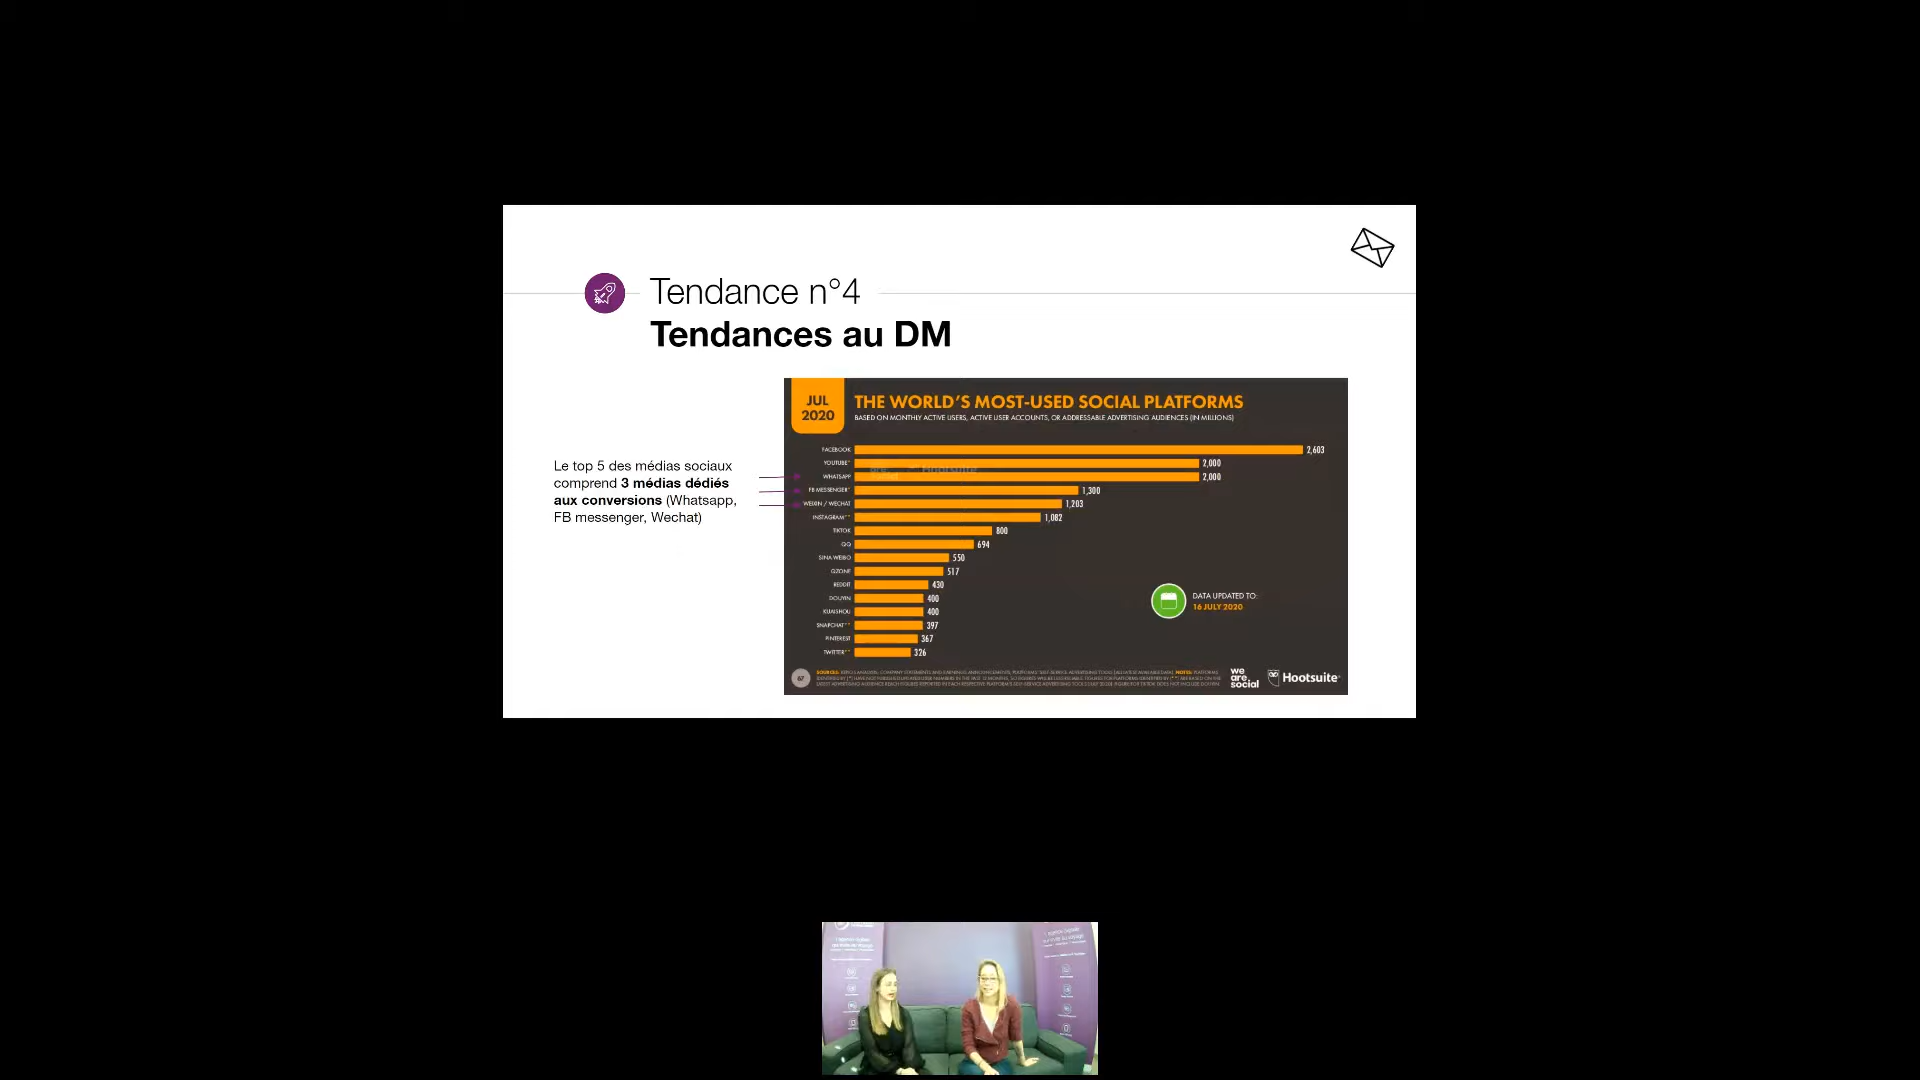 Tendance n°4
Tendances au DM
Le top 5 des médias sociaux
comprend 3 médias dédiés
aux conversions (Whatsapp,
FB messenger, Wechat)
JUL
2020
THE WORLD'S MOST-USED SOCIAL PLATFORMS
BASED ON MONTHLY ACTIVE USERS, ACTIVE USER ACCOUNTS, OR ADDRESSABLE ADVERTISING AUDIENCES (IN MILLIONS)
FACEBOOK 2,603
YOUTUBE* 2,000
WHATSAPP 2,000
FB MESSENGER* 1,300
WEIXIN / WECHAT 1,203
INSTAGRAM** 1,082
TIKTOK 800
QQ 694
SINA WEIBO 550
QZONE 517
REDDIT 430
DOUYIN 400
KUAISHOU 400
SNAPCHAT** 397
PINTEREST 367
TWITTER** 326
DATA UPDATED TO:
16 JULY 2020
67
we
are.
social
Hootsuite